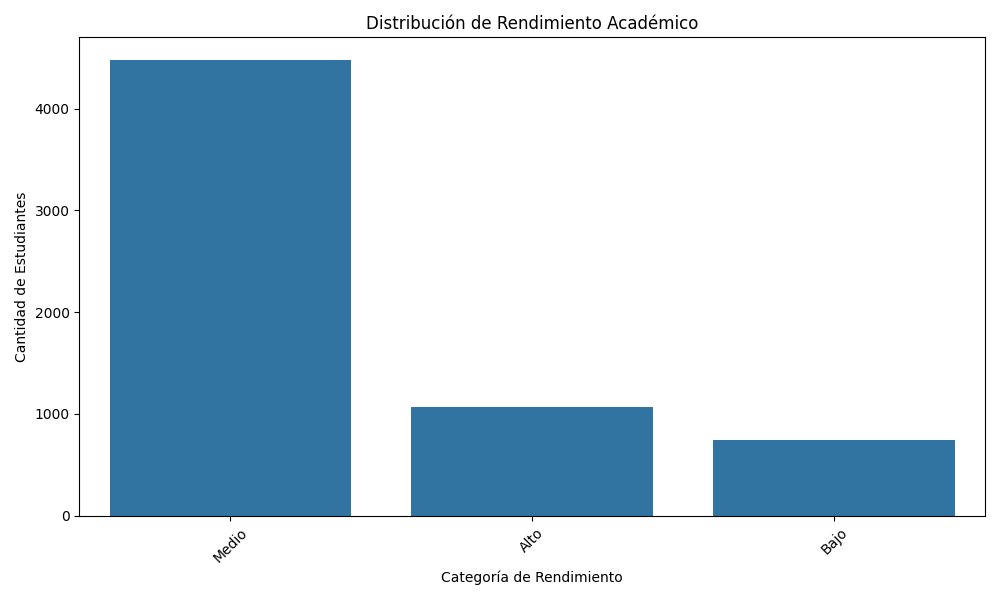 Distribución de Rendimiento Académico
Cantidad de Estudiantes
4000
3000
2000
1000
0
Medio
Alto
Bajo
Categoría de Rendimiento